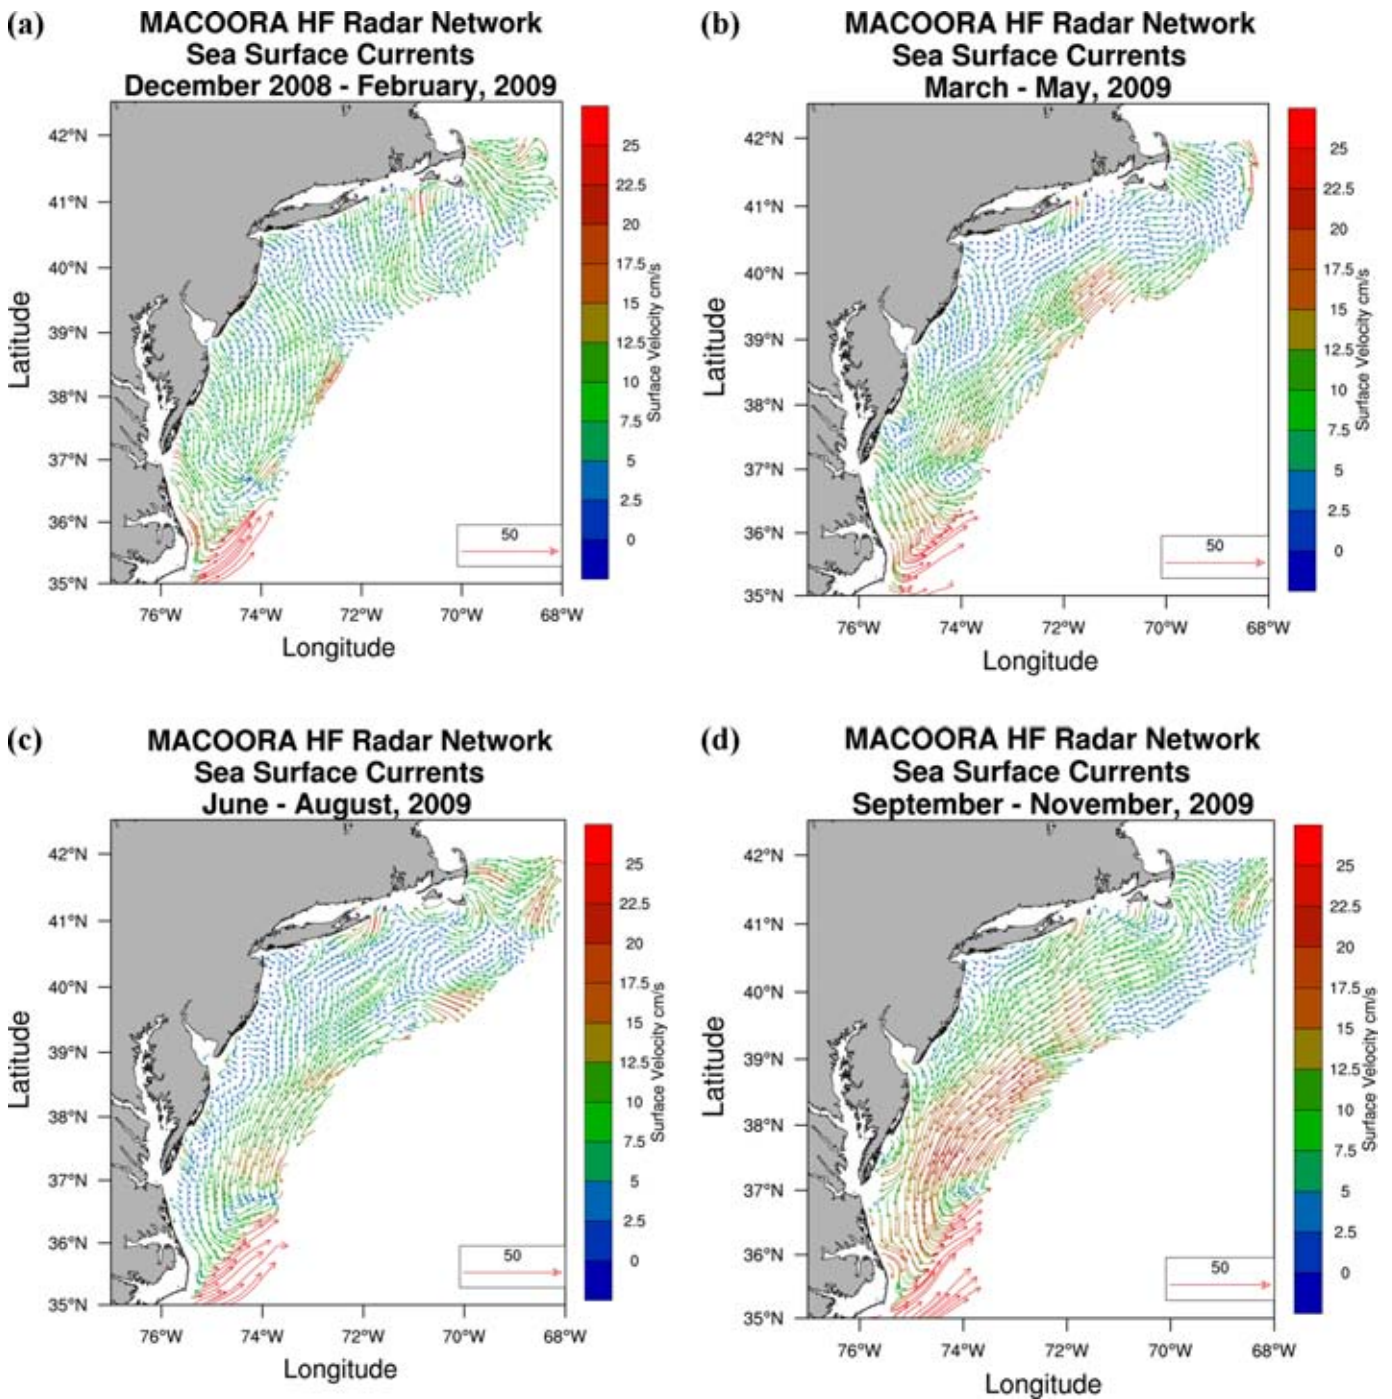 (a)
MACOORA HF Radar Network
Sea Surface Currents
December 2008 - February, 2009
42°N
41°N
40°N
39°N
38°N
37°N
36°N
35°N
76°W
74°W
72°W
70°W
68°W
Latitude
Longitude
50
25
22.5
20
17.5
15
12.5
10
7.5
5
2.5
0
Surface Velocity cm/s
(b)
MACOORA HF Radar Network
Sea Surface Currents
March - May, 2009
42°N
41°N
40°N
39°N
38°N
37°N
36°N
35°N
76°W
74°W
72°W
70°W
68°W
Latitude
Longitude
50
25
22.5
20
17.5
15
12.5
10
7.5
5
2.5
0
Surface Velocity cm/s
(c)
MACOORA HF Radar Network
Sea Surface Currents
June - August, 2009
42°N
41°N
40°N
39°N
38°N
37°N
36°N
35°N
76°W
74°W
72°W
70°W
68°W
Latitude
Longitude
50
25
22.5
20
17.5
15
12.5
10
7.5
5
2.5
0
Surface Velocity cm/s
(d)
MACOORA HF Radar Network
Sea Surface Currents
September - November, 2009
42°N
41°N
40°N
39°N
38°N
37°N
36°N
35°N
76°W
74°W
72°W
70°W
68°W
Latitude
Longitude
50
25
22.5
20
17.5
15
12.5
10
7.5
5
2.5
0
Surface Velocity cm/s